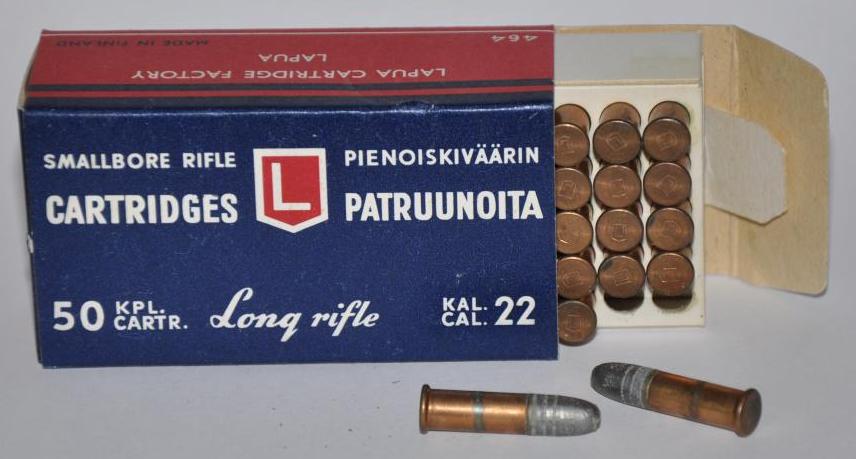 MADE IN FINLAND
464
LAPUA
LAPUA CARTRIDGE FACTORY
SMALLBORE RIFLE
CARTRIDGES
L
PIENOISKIVÄÄRIN
PATRUUNOITA
50 KPL.
CARTR.
Long rifle
KAL.
CAL. 22